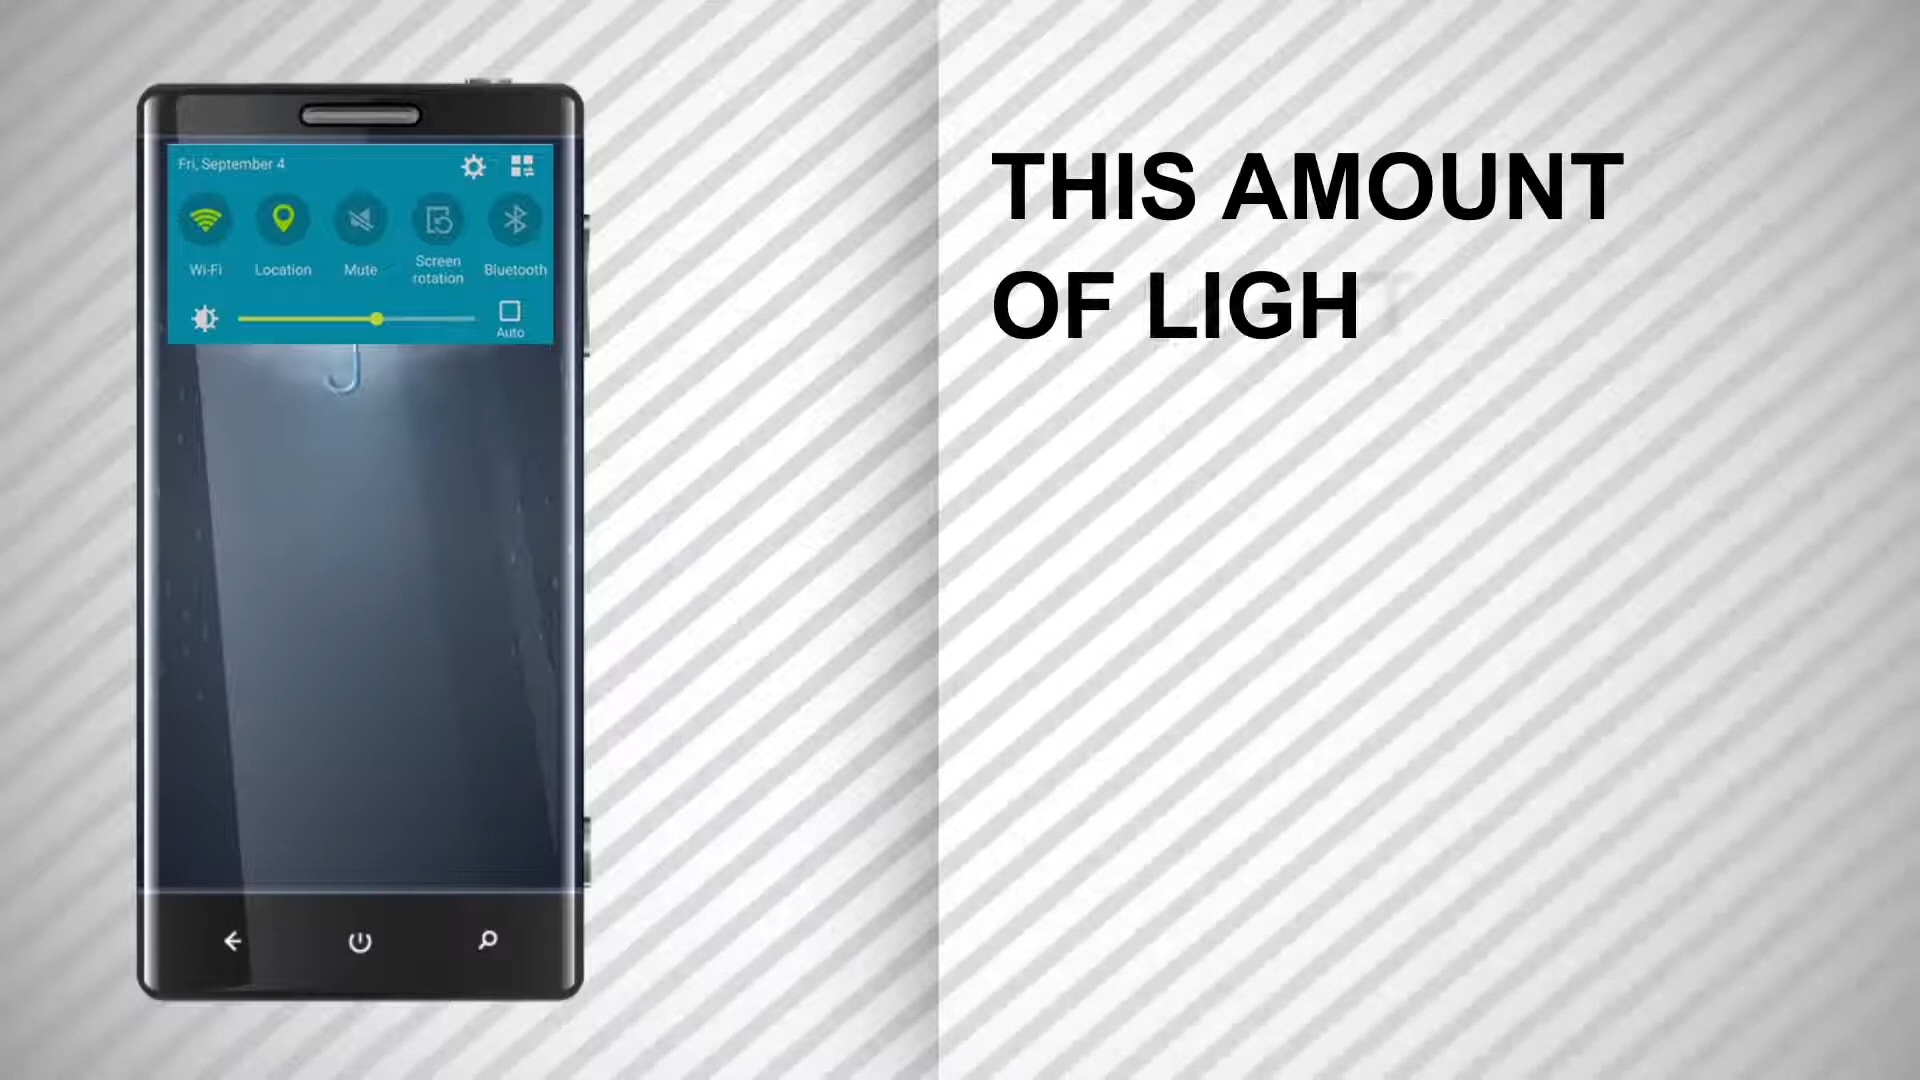 Fri, September 4
Wi-Fi
Location
Mute
Screen
rotation
Bluetooth
Auto
THIS AMOUNT
OF LIGH